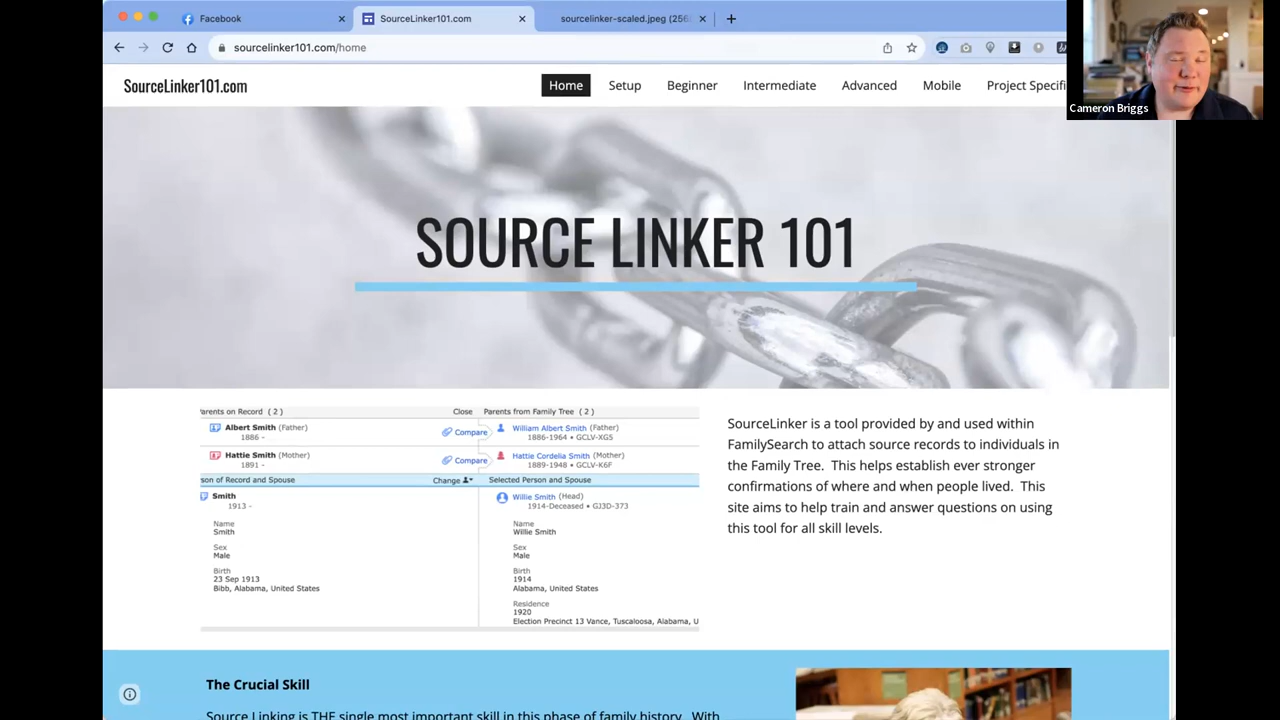 Facebook
SourceLinker101.com
sourcelinker-scaled.jpeg (256
sourcelinker101.com/home
Cameron Briggs
SourceLinker101.com
Home Setup Beginner Intermediate Advanced Mobile Project Specifi
SOURCE LINKER 101
arents on Record ( 2 ) Close Parents from Family Tree ( 2 )
Albert Smith (Father) Compare William Albert Smith (Father)
1886 - 1886-1964 • GCLV-XGS
Hattie Smith (Mother) Compare Hattie Cordelia Smith (Mother)
1891 - 1889-1948 • GCLV-K6F
son of Record and Spouse Change Selected Person and Spouse
Smith Willie Smith (Head)
1913 - 1914-Deceased • GJ3D-373
Name Name
Smith Willie Smith
Sex Sex
Male Male
Birth Birth
23 Sep 1913 1914
Bibb, Alabama, United States Alabama, United States
Residence
1920
Election Precinct 13 Vance, Tuscaloosa, Alabama, U
SourceLinker is a tool provided by and used within
FamilySearch to attach source records to individuals in
the Family Tree. This helps establish ever stronger
confirmations of where and when people lived. This
site aims to help train and answer questions on using
this tool for all skill levels.
The Crucial Skill
Source Linking is THE single most important skill in this phase of family history. With